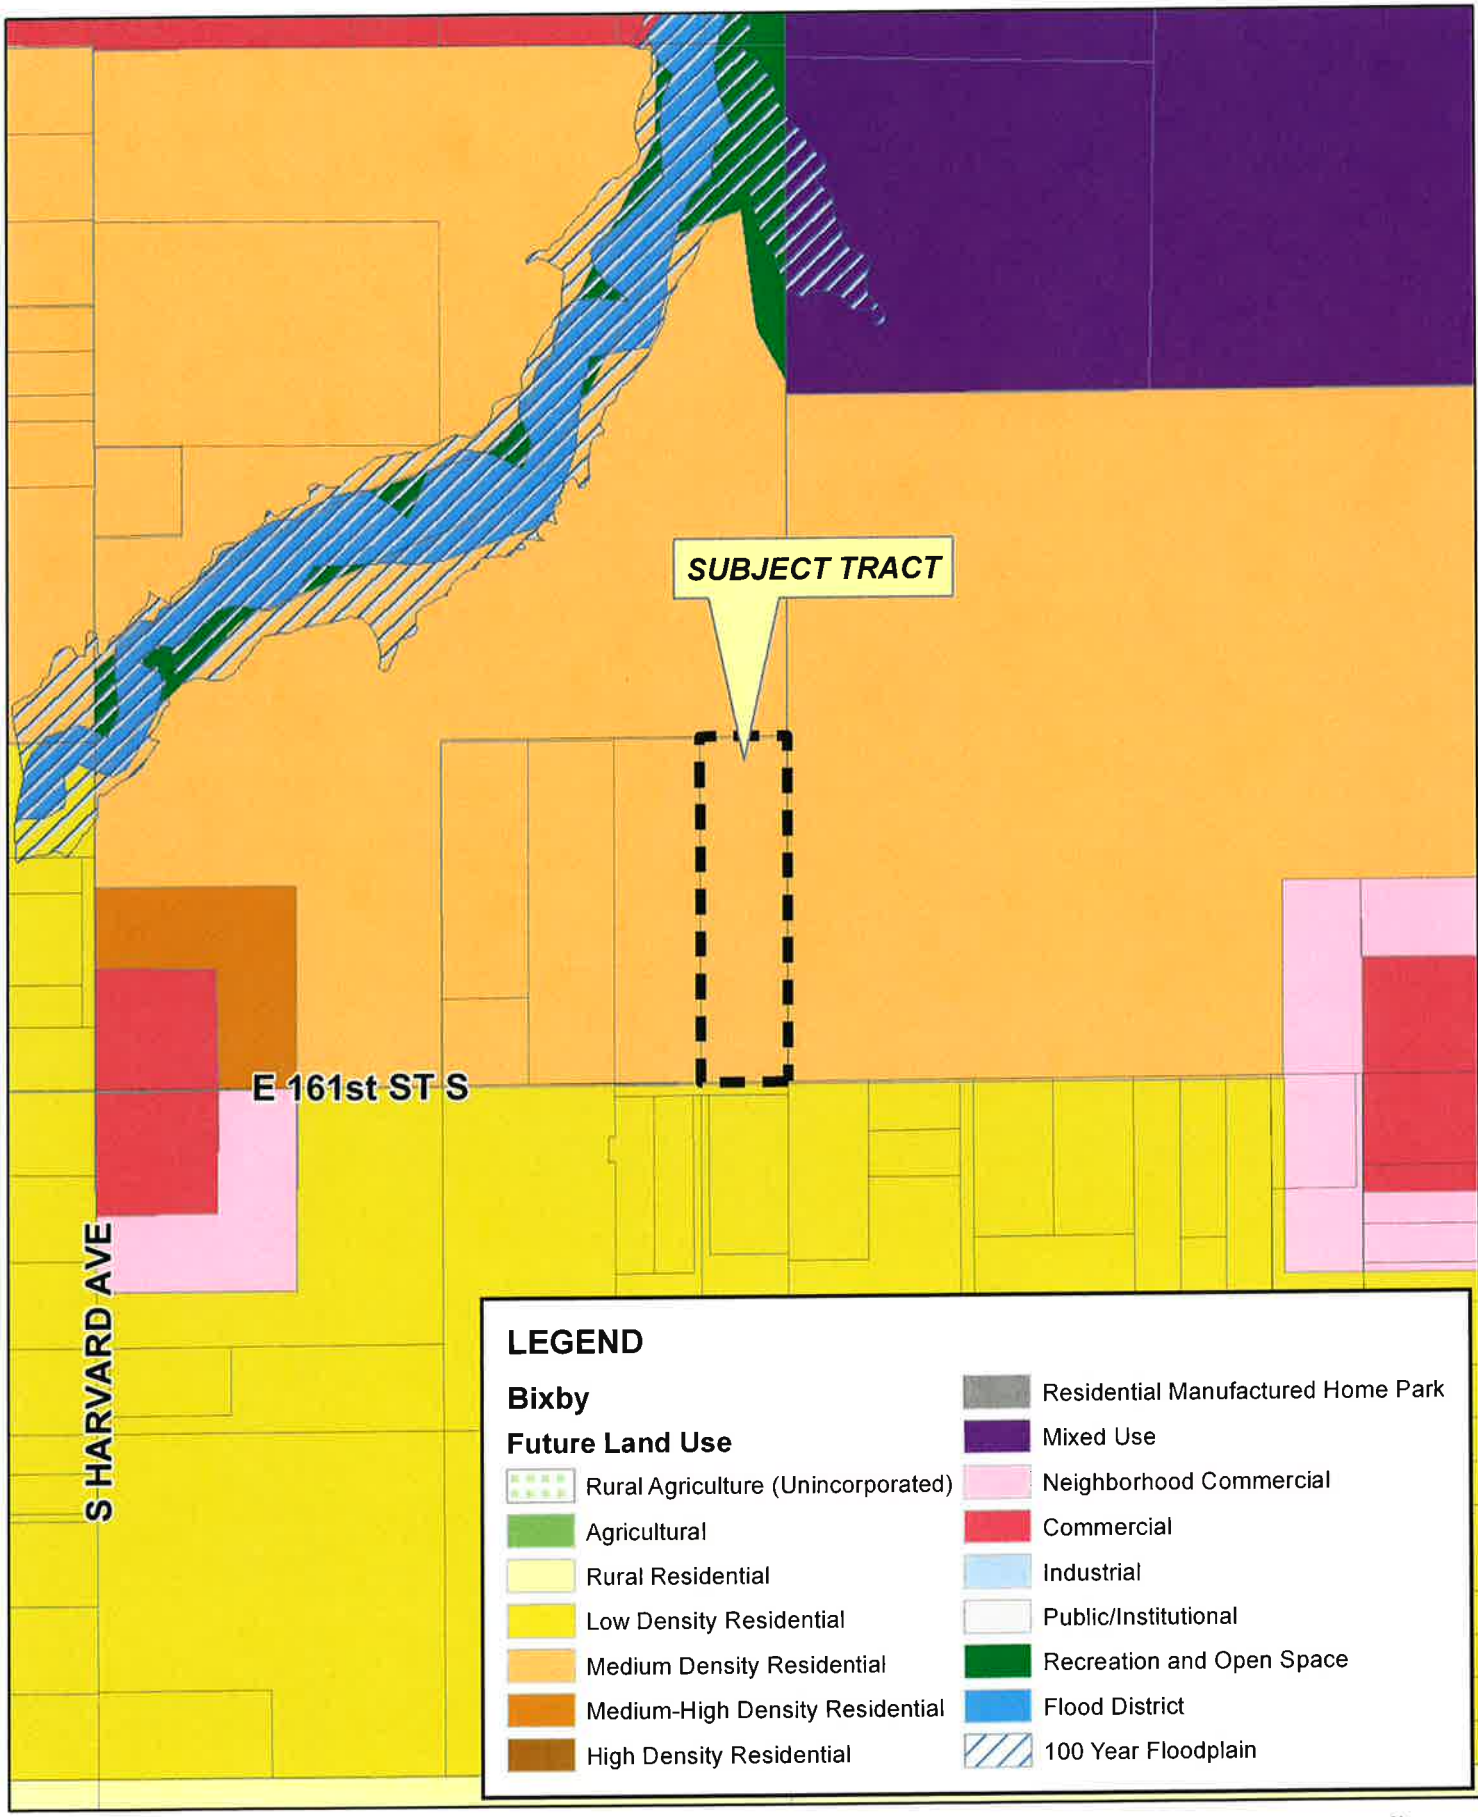 SUBJECT TRACT
E 161st ST S
S HARVARD AVE
LEGEND
Bixby
Future Land Use
Rural Agriculture (Unincorporated)
Agricultural
Rural Residential
Low Density Residential
Medium Density Residential
Medium-High Density Residential
High Density Residential
Residential Manufactured Home Park
Mixed Use
Neighborhood Commercial
Commercial
Industrial
Public/Institutional
Recreation and Open Space
Flood District
100 Year Floodplain